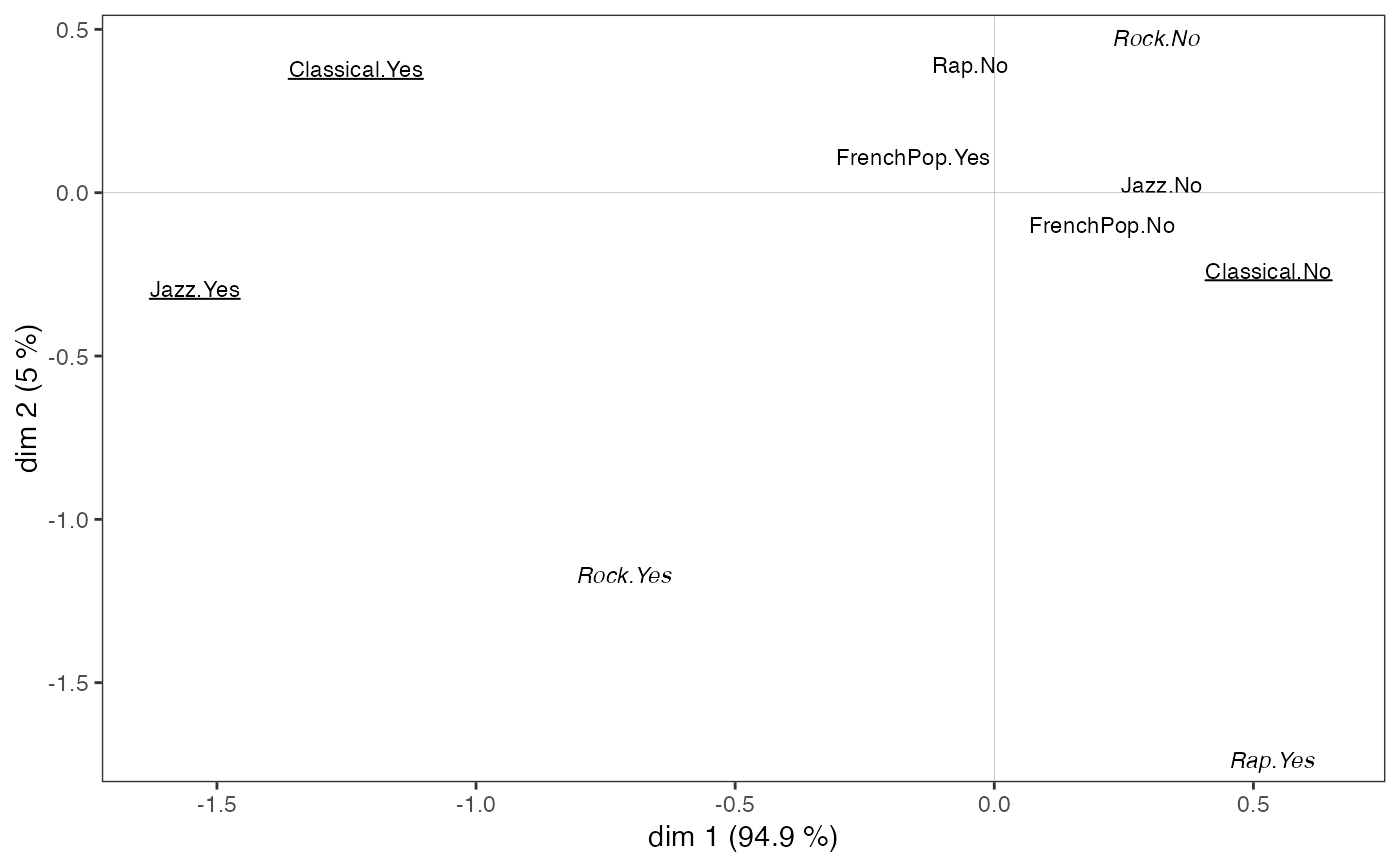 0.5
Rock.No
Rap.No
Classical.Yes
FrenchPop.Yes
0.0
Jazz.No
FrenchPop.No
Classical.No
Jazz.Yes
-0.5
dim 2 (5 %)
-1.0
Rock.Yes
-1.5
Rap.Yes
-1.5 -1.0 -0.5 0.0 0.5
dim 1 (94.9 %)